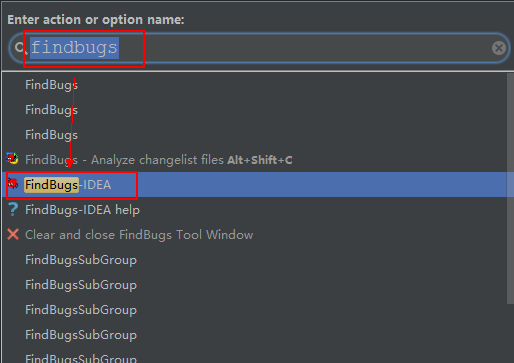 Enter action or option name:
findbugs
FindBugs
FindBugs
FindBugs
FindBugs - Analyze changelist files Alt+Shift+C
FindBugs-IDEA
FindBugs-IDEA help
Clear and close FindBugs Tool Window
FindBugsSubGroup
FindBugsSubGroup
FindBugsSubGroup
FindBugsSubGroup
FindBugsSubGroup